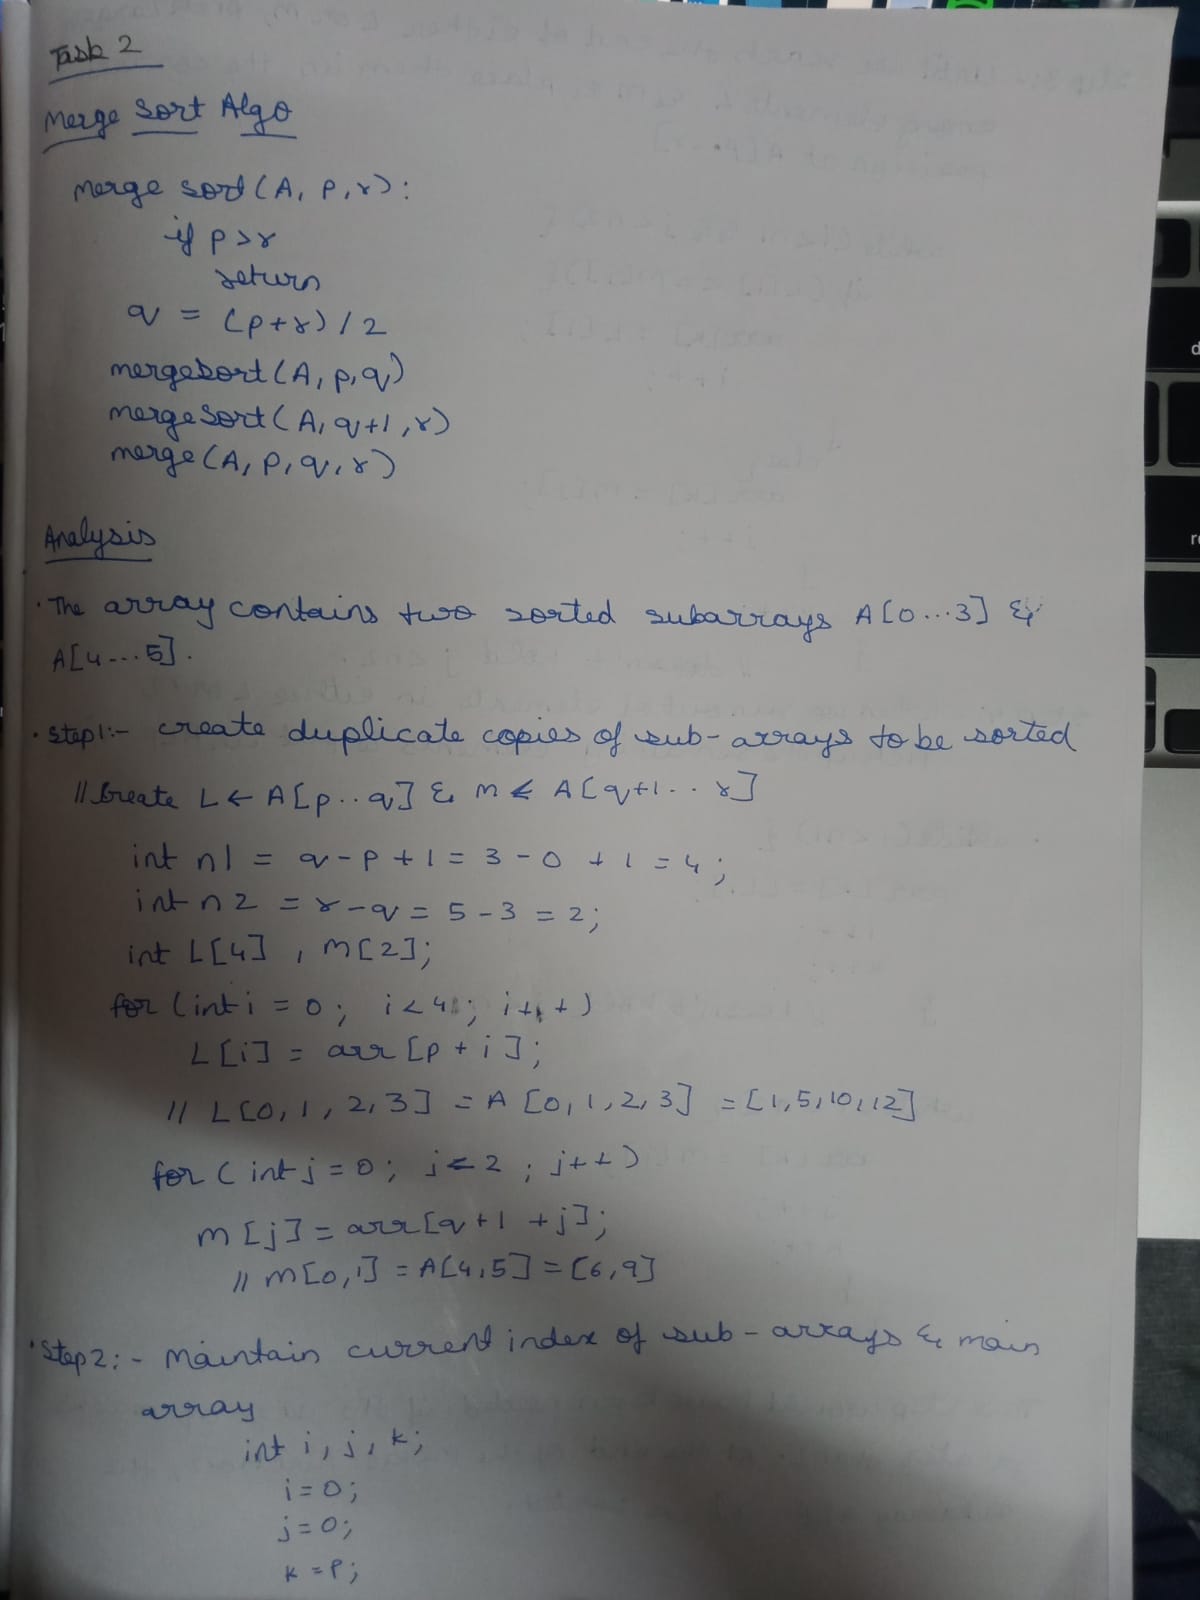 Task 2
Merge Sort Algo
Merge sort(A, p, r):
if p > r
return
q = (p+r)/2
mergeSort(A, p, q)
mergeSort(A, q+1, r)
merge(A, p, q, r)
Analysis
· The array contains two sorted subarrays A[0...3] &
A[4...5].
· Step1:- create duplicate copies of sub-arrays to be sorted
// Create L ← A[p..q] & M ← A[q+1..r]
int n1 = q - p + 1 = 3 - 0 + 1 = 4;
int n2 = r - q = 5 - 3 = 2;
int L[4], M[2];
for (int i = 0; i < 4; i++)
L[i] = arr[p + i];
// L[0, 1, 2, 3] = A [0, 1, 2, 3] = [1, 5, 10, 12]
for (int j = 0; j < 2; j++)
M[j] = arr[q + 1 + j];
// M[0, 1] = A[4, 5] = [6, 9]
· Step 2:- Maintain current index of sub-arrays & main
array
int i, j, k;
i = 0;
j = 0;
k = p;